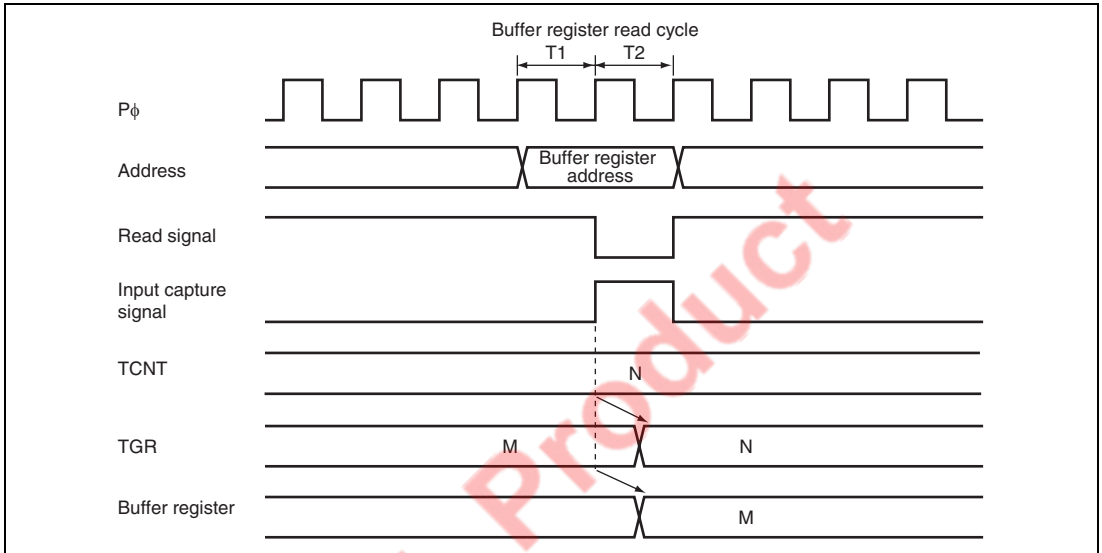 Buffer register read cycle
T1 T2
Pϕ
Address
Buffer register
address
Read signal
Input capture
signal
TCNT
N
TGR
M N
Buffer register
M
Product